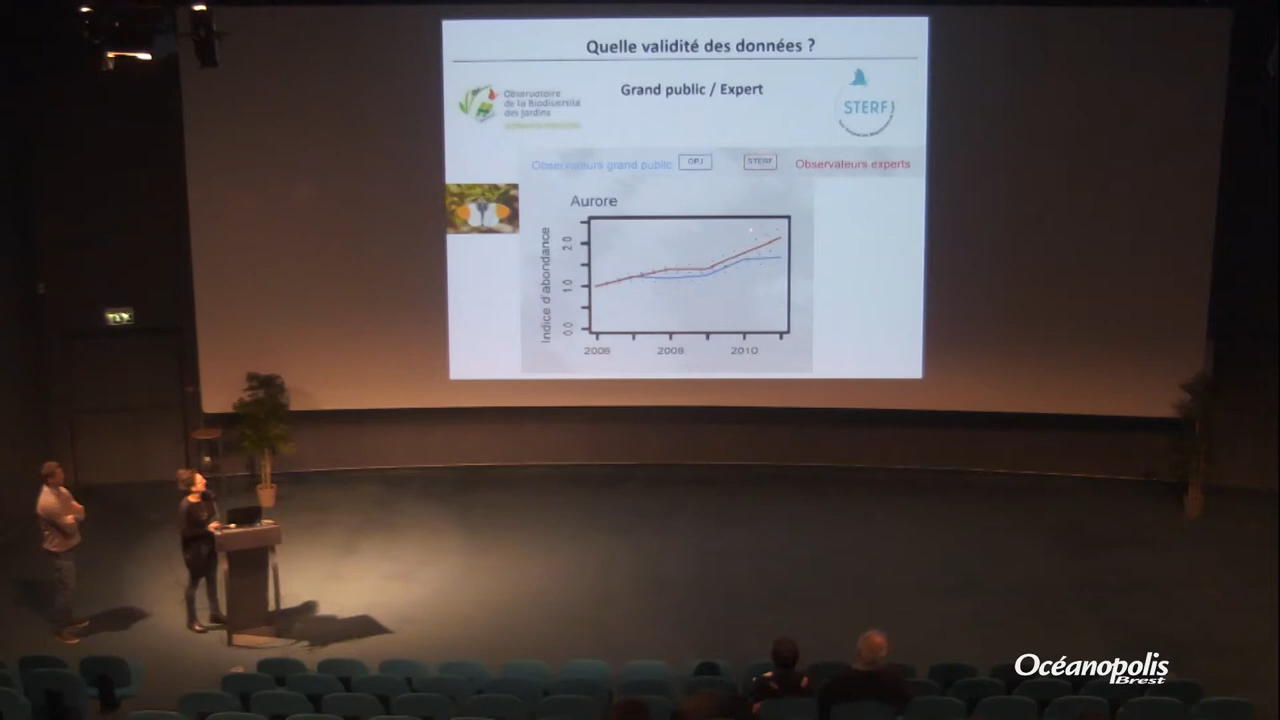 Quelle validité des données ?
Grand public / Expert
Observatoire
de la Biodiversité
des Jardins
STERF
Observateurs grand public
OPJ
STERF
Observateurs experts
Aurore
Indice d'abondance
2.0
1.0
0.0
2006
2008
2010
Océanopolis
Brest